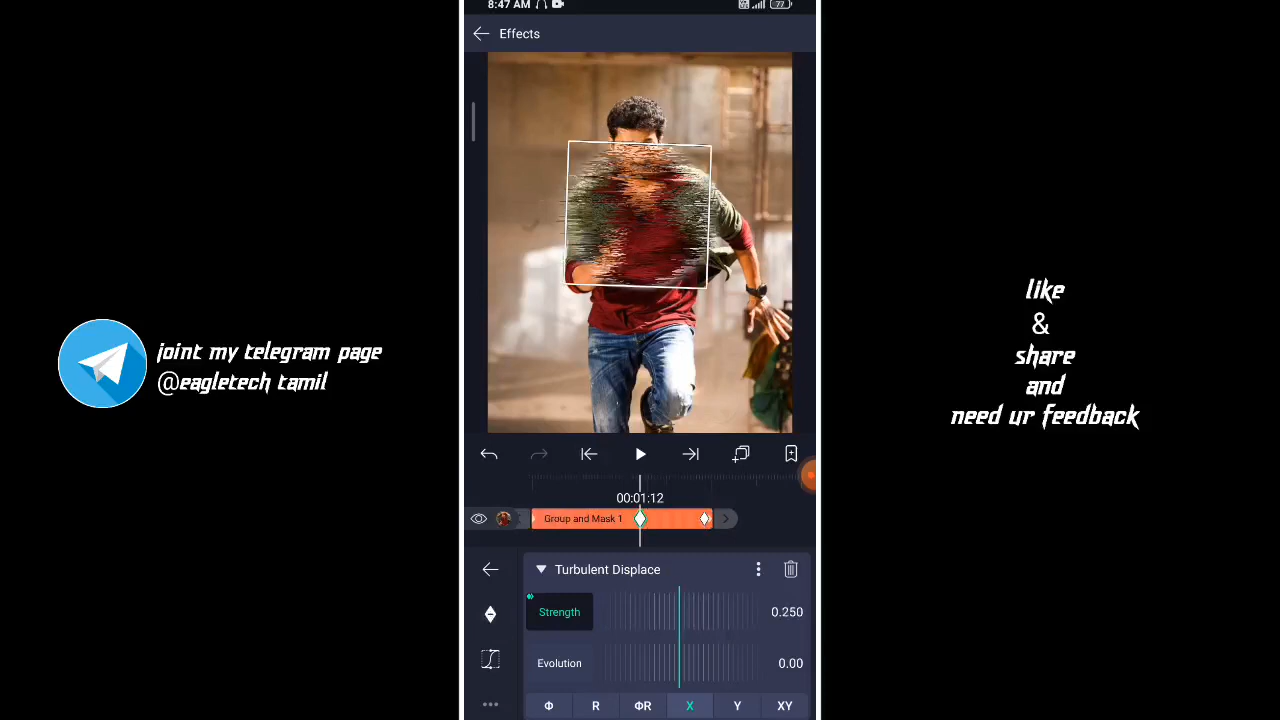 8:47 AM
77
Effects
joint my telegram page
@eagletech tamil
like
&
share
and
need ur feedback
00:01:12
Group and Mask 1
Turbulent Displace
Strength
0.250
Evolution
0.00
Φ R ΦR X Y XY